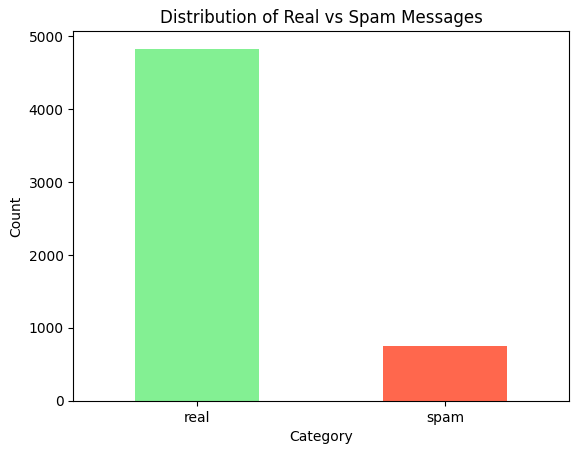 Distribution of Real vs Spam Messages
5000
4000
3000
2000
1000
0
Count
real spam
Category